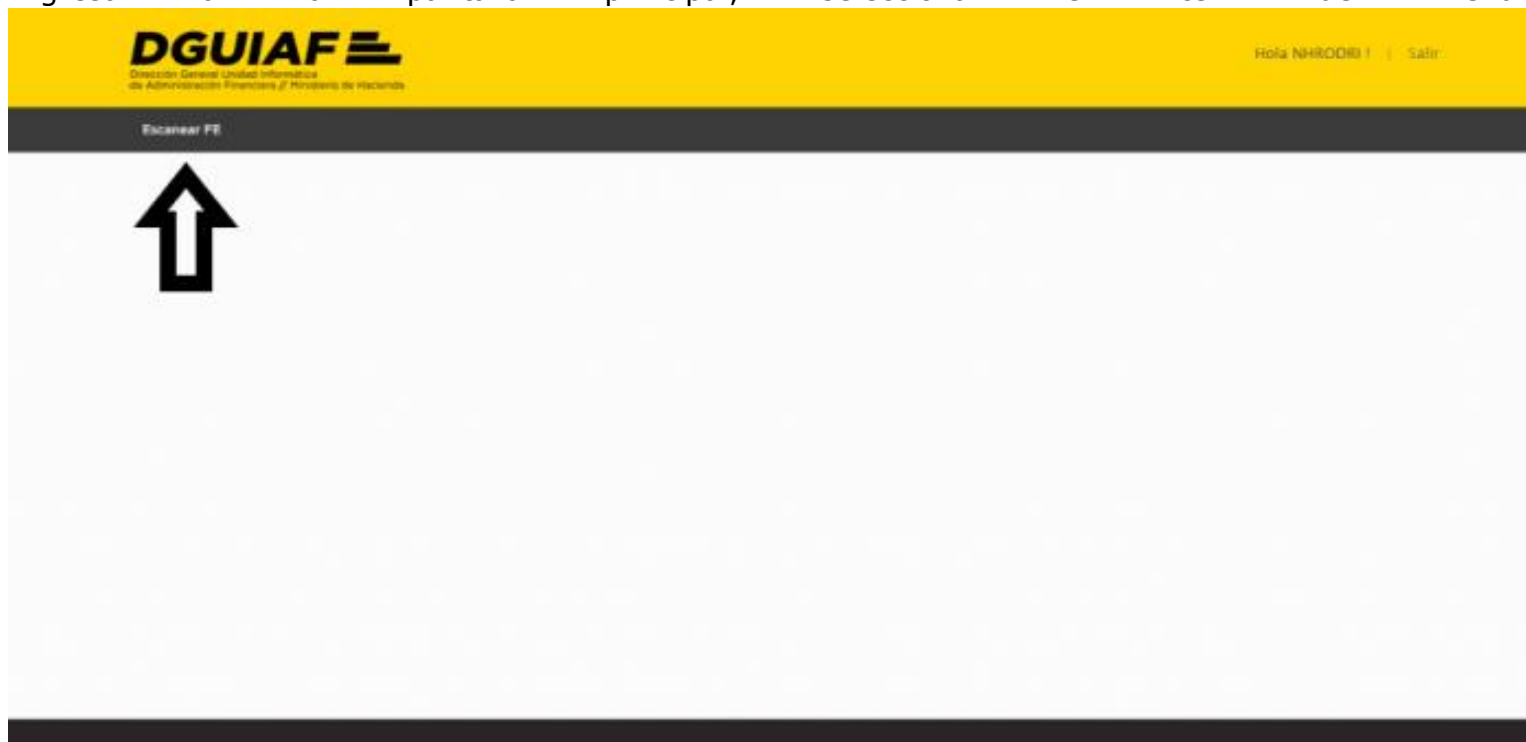 DGUIAF
Hola NHRODRI ! | Salir
Dirección General Unidad Informática
de Administración Financiera // Ministerio de Hacienda
Escanear FE